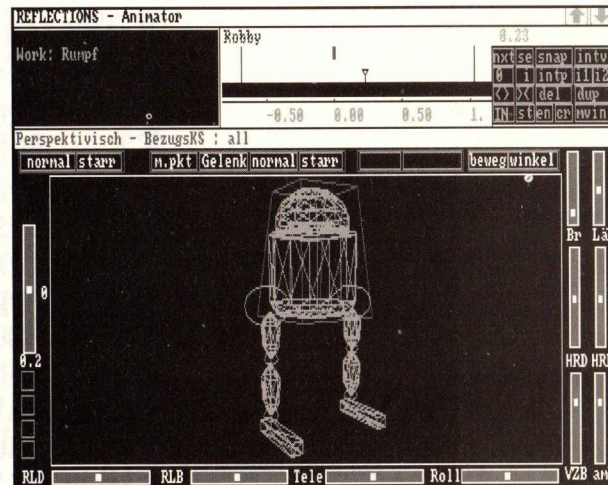 REFLECTIONS - Animator
Work: Rumpf
Robby
0.23
nxt se snap intv
0 i intp i1 i2
<> >< del dup
IN st en cr mvin
-0.50 0.00 0.50 1.
Perspektivisch - BezugsKS : all
normal starr m.pkt Gelenk normal starr beweg winkel
Br Lä
0
HRD HR
0.2
RLD RLB Tele Roll VZB am